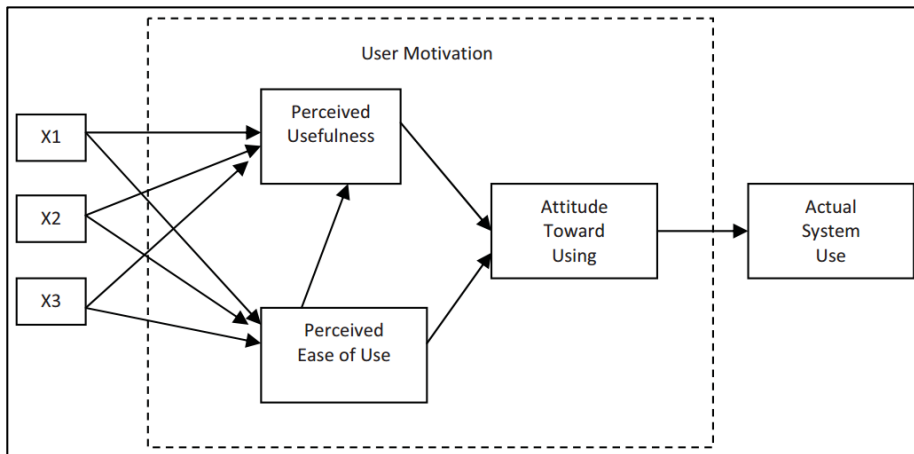 User Motivation
Perceived
Usefulness
X1
X2
X3
Attitude
Toward
Using
Actual
System
Use
Perceived
Ease of Use